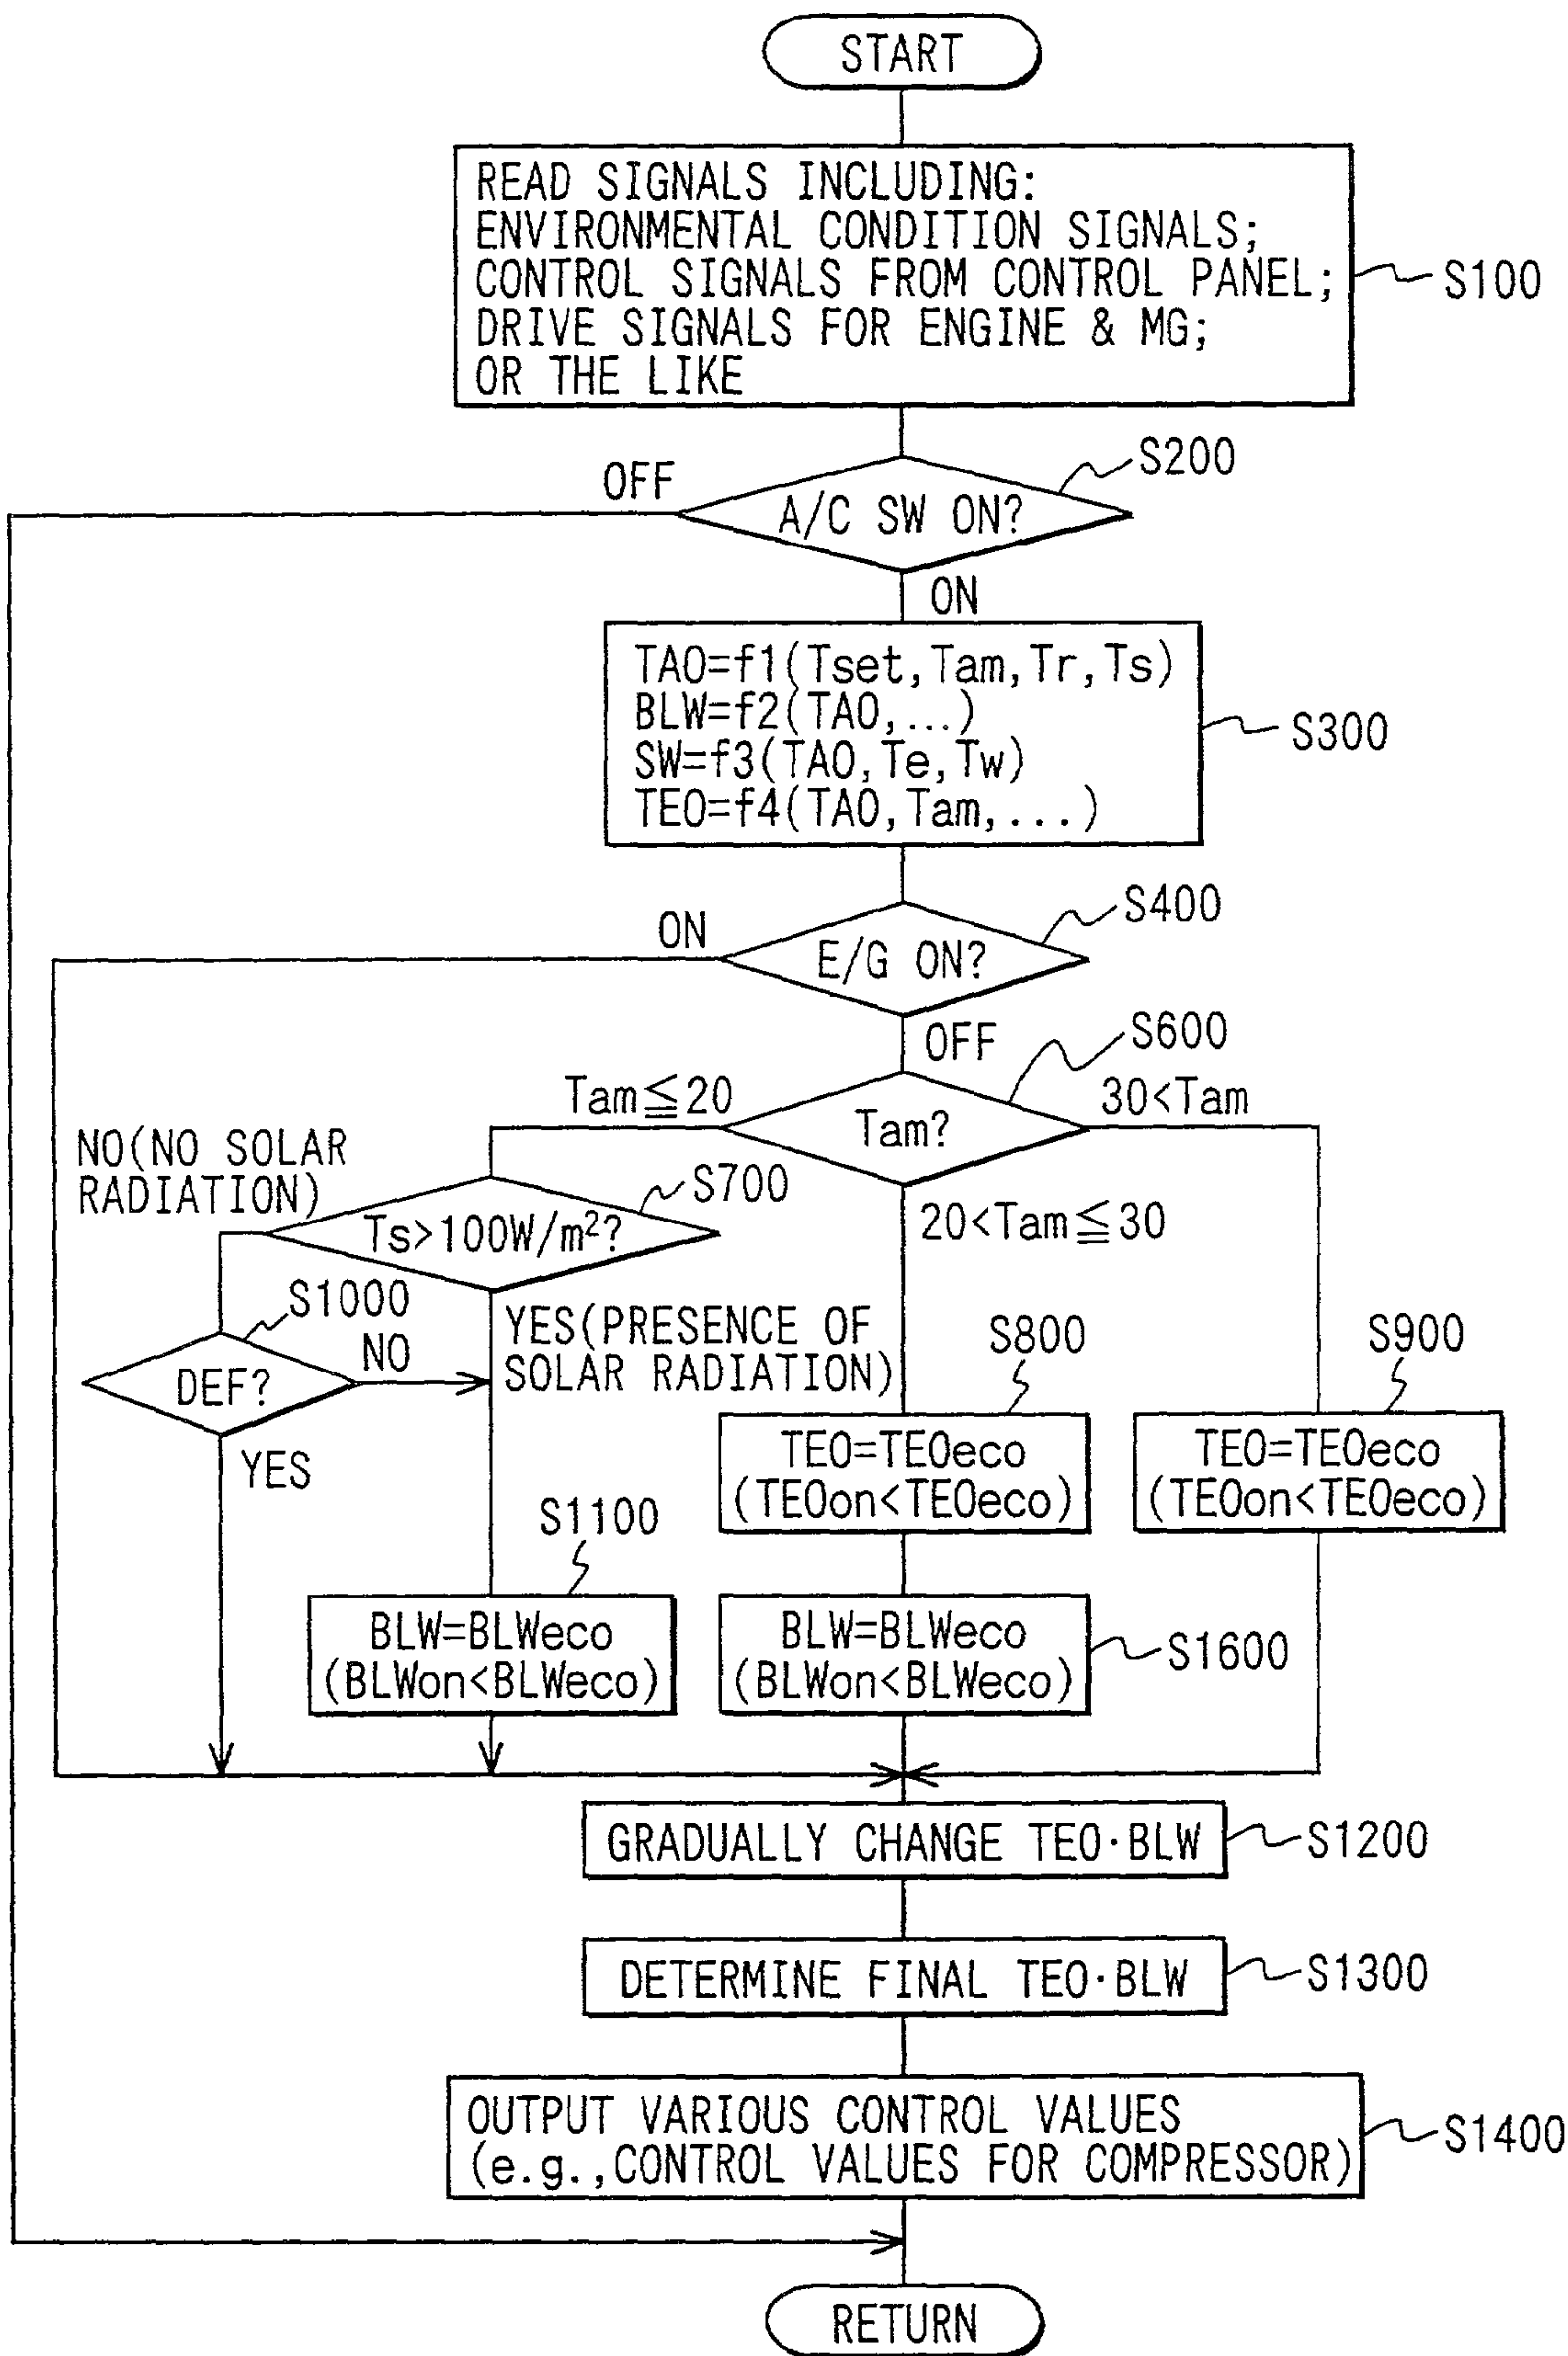 START
READ SIGNALS INCLUDING:
ENVIRONMENTAL CONDITION SIGNALS;
CONTROL SIGNALS FROM CONTROL PANEL;
DRIVE SIGNALS FOR ENGINE & MG;
OR THE LIKE
S100
S200
OFF
A/C SW ON?
ON
TAO=f1(Tset,Tam,Tr,Ts)
BLW=f2(TAO,...)
SW=f3(TAO,Te,Tw)
TEO=f4(TAO,Tam,...)
S300
S400
ON
E/G ON?
OFF
S600
Tam≦20
30<Tam
Tam?
NO(NO SOLAR
RADIATION)
S700
20<Tam≦30
Ts>100W/m²?
S1000
YES(PRESENCE OF
SOLAR RADIATION)
NO
DEF?
YES
S800
S900
TEO=TEOeco
(TEOon<TEOeco)
TEO=TEOeco
(TEOon<TEOeco)
S1100
BLW=BLWeco
(BLWon<BLWeco)
BLW=BLWeco
(BLWon<BLWeco)
S1600
GRADUALLY CHANGE TEO·BLW
S1200
DETERMINE FINAL TEO·BLW
S1300
OUTPUT VARIOUS CONTROL VALUES
(e.g.,CONTROL VALUES FOR COMPRESSOR)
S1400
RETURN